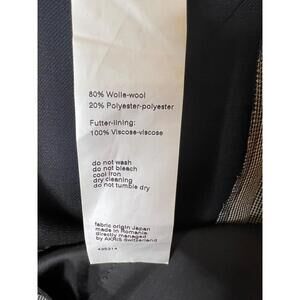 80% Wolle-wool
20% Polyester-polyester
Futter-lining:
100% Viscose-viscose
do not wash
do not bleach
cool iron
dry cleaning
do not tumble dry
fabric origin Japan
made in Romania
directly managed
by AKRIS Switzerland